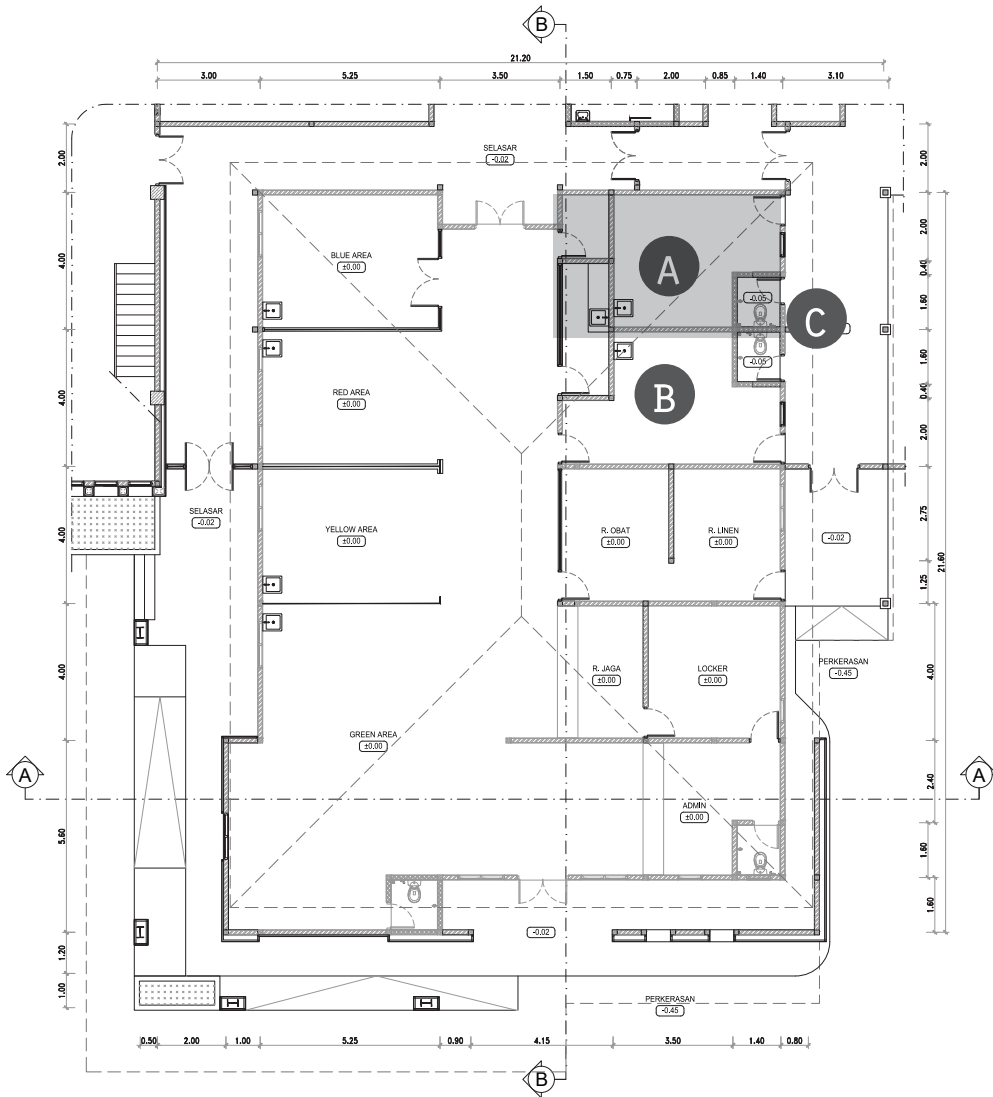 B
21.20
3.00 5.25 3.50 1.50 0.75 2.00 0.85 1.40 3.10
2.00
SELASAR
-0.02
2.00
BLUE AREA
±0.00
A
4.00
2.00
0.40
-0.05
C
1.60
RED AREA
±0.00
-0.05
B
4.00
1.60
0.40
2.00
SELASAR
-0.02
YELLOW AREA
±0.00
R. OBAT
±0.00
R. LINEN
±0.00
-0.02
4.00
2.75
1.25
21.60
R. JAGA
±0.00
LOCKER
±0.00
PERKERASAN
-0.45
4.00
4.00
GREEN AREA
±0.00
A
A
ADMIN
±0.00
5.60
2.40
1.60
1.60
-0.02
1.20
1.00
PERKERASAN
-0.45
0.50 2.00 1.00 5.25 0.90 4.15 3.50 1.40 0.80
B